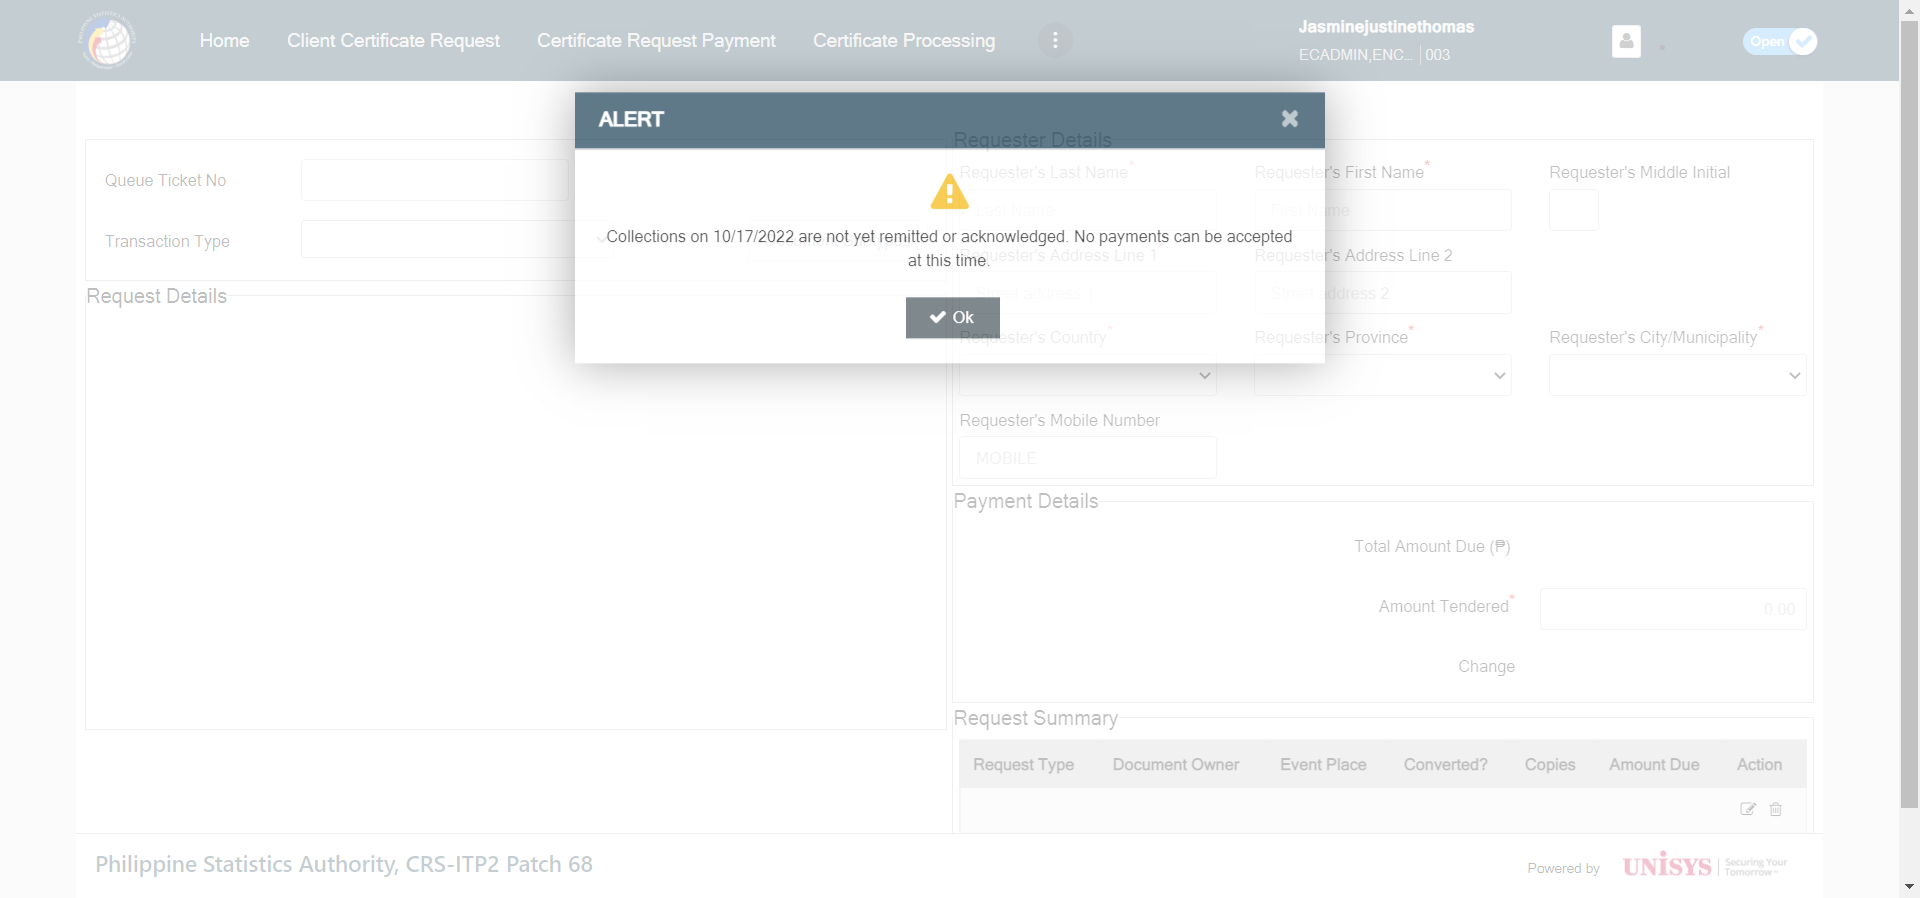 Home
Client Certificate Request
Certificate Request Payment
Certificate Processing
Jasminejustinethomas
ECADMIN,ENC... 003
Open
ALERT
Collections on 10/17/2022 are not yet remitted or acknowledged. No payments can be accepted
at this time.
Ok
Queue Ticket No
Transaction Type
Request Details
Requester Details
Requester's Last Name*
Requester's First Name*
Requester's Middle Initial
Last Name
First Name
Requester's Address Line 1
Requester's Address Line 2
Street address 1
Street address 2
Requester's Country*
Requester's Province*
Requester's City/Municipality*
Requester's Mobile Number
MOBILE
Payment Details
Total Amount Due (₱)
Amount Tendered*
0.00
Change
Request Summary
Request Type Document Owner Event Place Converted? Copies Amount Due Action
Philippine Statistics Authority, CRS-ITP2 Patch 68
Powered by
UNISYS
Securing Your
Tomorrow™